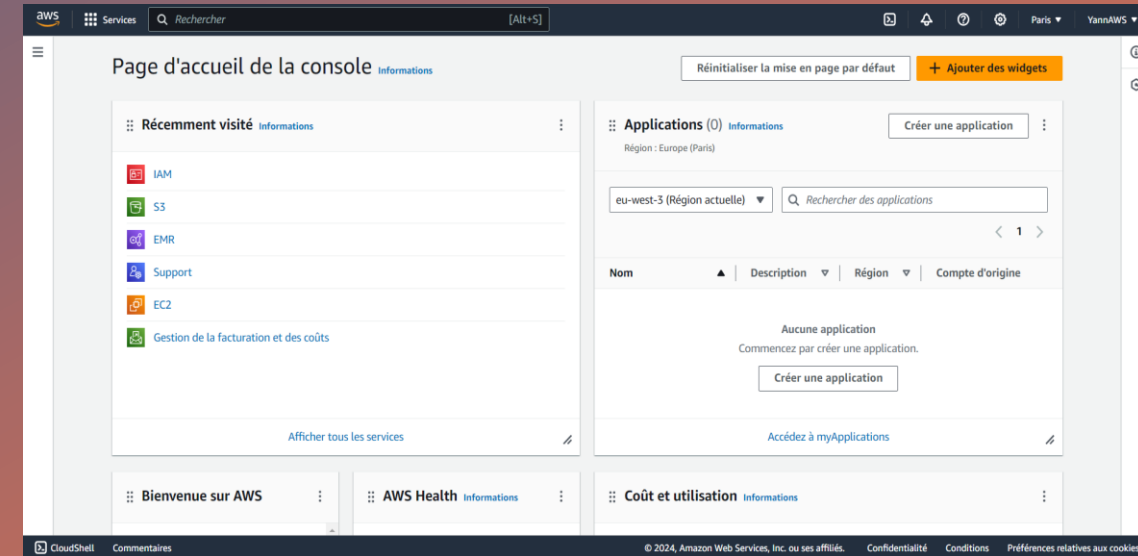 aws Services Rechercher [Alt+S] Paris YannAWS
Page d'accueil de la console Informations
Réinitialiser la mise en page par défaut
+ Ajouter des widgets
Récemment visité Informations
IAM
S3
EMR
Support
EC2
Gestion de la facturation et des coûts
Afficher tous les services
Applications (0) Informations
Région : Europe (Paris)
Créer une application
eu-west-3 (Région actuelle)
Rechercher des applications
1
Nom Description Région Compte d'origine
Aucune application
Commencez par créer une application.
Créer une application
Accédez à myApplications
Bienvenue sur AWS
AWS Health Informations
Coût et utilisation Informations
CloudShell Commentaires © 2024, Amazon Web Services, Inc. ou ses affiliés. Confidentialité Conditions Préférences relatives aux cookies